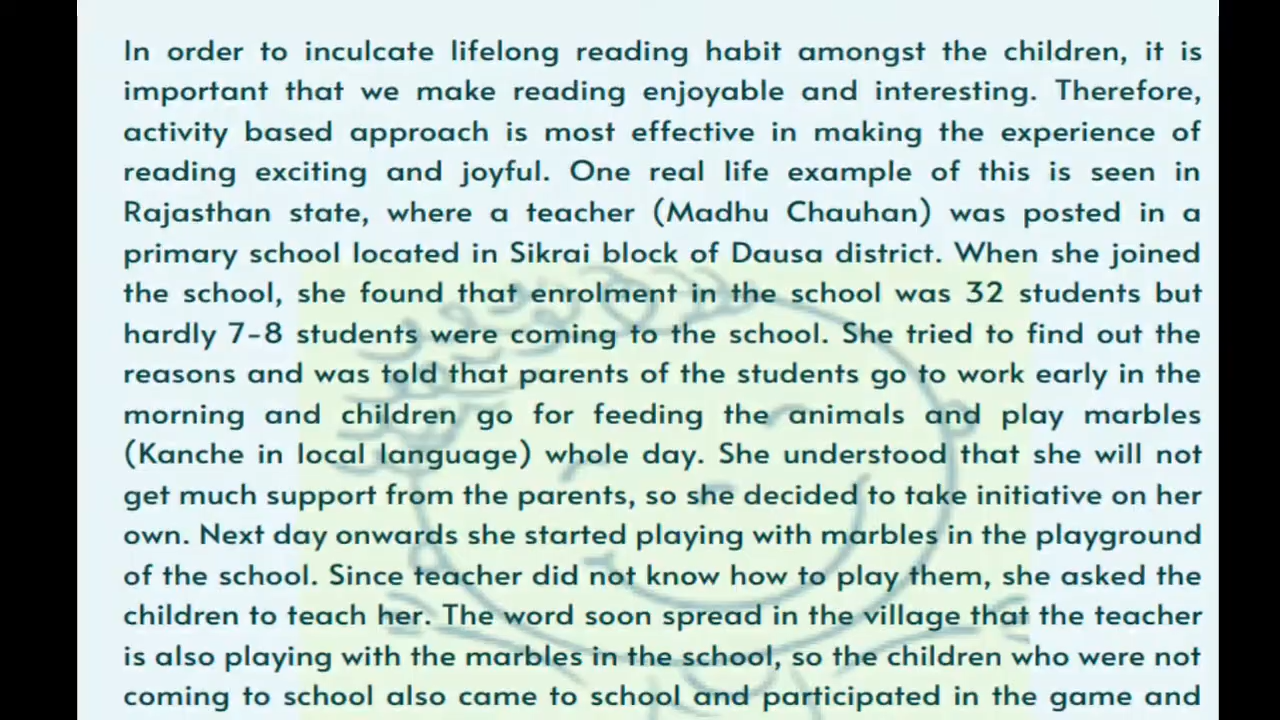 In order to inculcate lifelong reading habit amongst the children, it is
important that we make reading enjoyable and interesting. Therefore,
activity based approach is most effective in making the experience of
reading exciting and joyful. One real life example of this is seen in
Rajasthan state, where a teacher (Madhu Chauhan) was posted in a
primary school located in Sikrai block of Dausa district. When she joined
the school, she found that enrolment in the school was 32 students but
hardly 7-8 students were coming to the school. She tried to find out the
reasons and was told that parents of the students go to work early in the
morning and children go for feeding the animals and play marbles
(Kanche in local language) whole day. She understood that she will not
get much support from the parents, so she decided to take initiative on her
own. Next day onwards she started playing with marbles in the playground
of the school. Since teacher did not know how to play them, she asked the
children to teach her. The word soon spread in the village that the teacher
is also playing with the marbles in the school, so the children who were not
coming to school also came to school and participated in the game and